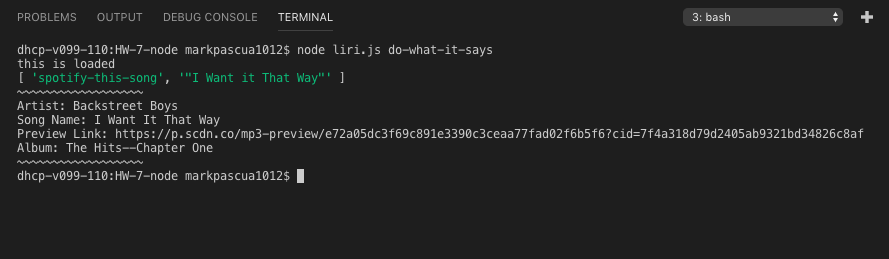 PROBLEMS OUTPUT DEBUG CONSOLE TERMINAL 3: bash
dhcp-v099-110:HW-7-node markpascua1012$ node liri.js do-what-it-says
this is loaded
[ 'spotify-this-song', '"I Want it That Way"' ]
~~~~~~~~~~~~~~~~~~
Artist: Backstreet Boys
Song Name: I Want It That Way
Preview Link: https://p.scdn.co/mp3-preview/e72a05dc3f69c891e3390c3ceaa77fad02f6b5f6?cid=7f4a318d79d2405ab9321bd34826c8af
Album: The Hits--Chapter One
~~~~~~~~~~~~~~~~~~
dhcp-v099-110:HW-7-node markpascua1012$